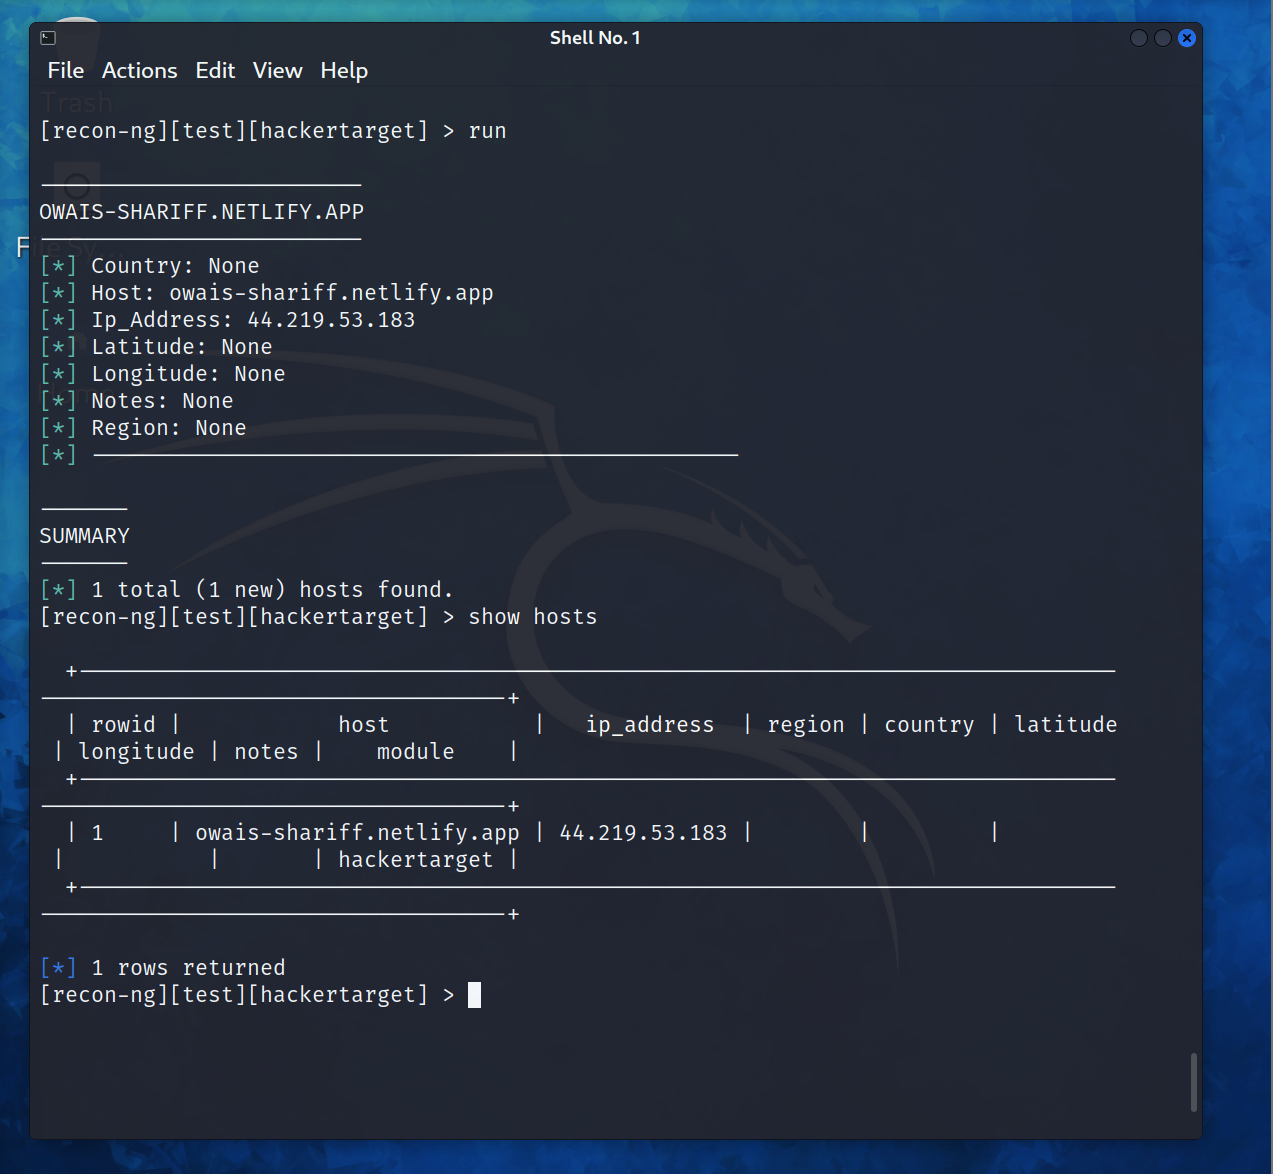 Shell No. 1
File Actions Edit View Help
Trash
[recon-ng][test][hackertarget] > run
OWAIS-SHARIFF.NETLIFY.APP
File Sy
[*] Country: None
[*] Host: owais-shariff.netlify.app
[*] Ip_Address: 44.219.53.183
[*] Latitude: None
[*] Longitude: None
[*] Notes: None
[*] Region: None
[*] --------------------------------------------------
SUMMARY
[*] 1 total (1 new) hosts found.
[recon-ng][test][hackertarget] > show hosts
| rowid | host | ip_address | region | country | latitude
| longitude | notes | module |
| 1 | owais-shariff.netlify.app | 44.219.53.183 | | |
| | | hackertarget |
[*] 1 rows returned
[recon-ng][test][hackertarget] >